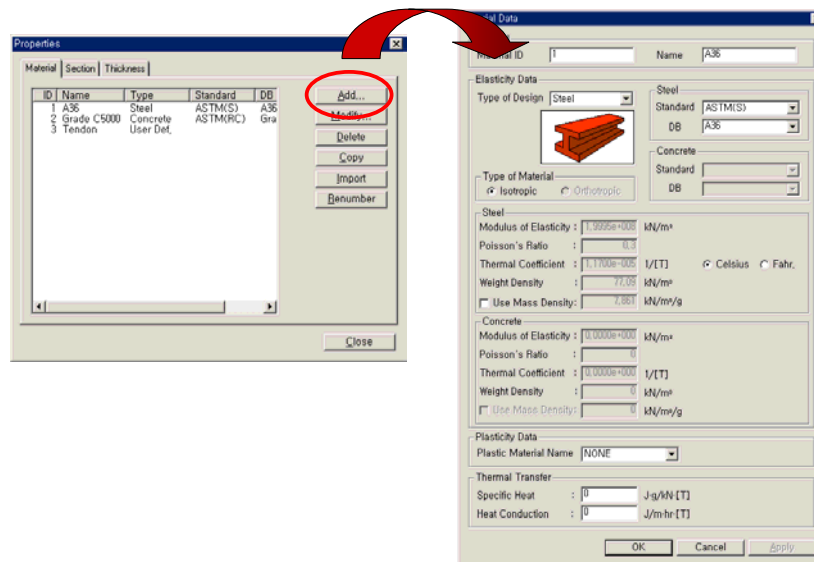 Properties
Material Section Thickness
ID Name Type Standard DB
1 A36 Steel ASTM(S) A36
2 Grade C5000 Concrete ASTM(RC) Gra
3 Tendon User Def,
Add...
Modify...
Delete
Copy
Import
Renumber
Close
Data
Material ID 1 Name A36
Elasticity Data
Type of Design Steel
Steel
Standard ASTM(S)
DB A36
Concrete
Standard
DB
Type of Material
Isotropic Orthotropic
Steel
Modulus of Elasticity : 1,9995e+008 kN/m²
Poisson's Ratio : 0,3
Thermal Coefficient : 1,1700e-005 1/[T] Celsius Fahr,
Weight Density : 77,09 kN/m³
Use Mass Density: 7,861 kN/m³/g
Concrete
Modulus of Elasticity : 0,0000e+000 kN/m²
Poisson's Ratio : 0
Thermal Coefficient : 0,0000e+000 1/[T]
Weight Density : 0 kN/m³
Use Mass Density: 0 kN/m³/g
Plasticity Data
Plastic Material Name NONE
Thermal Transfer
Specific Heat : 0 J·g/kN·[T]
Heat Conduction : 0 J/m·hr·[T]
OK Cancel Apply